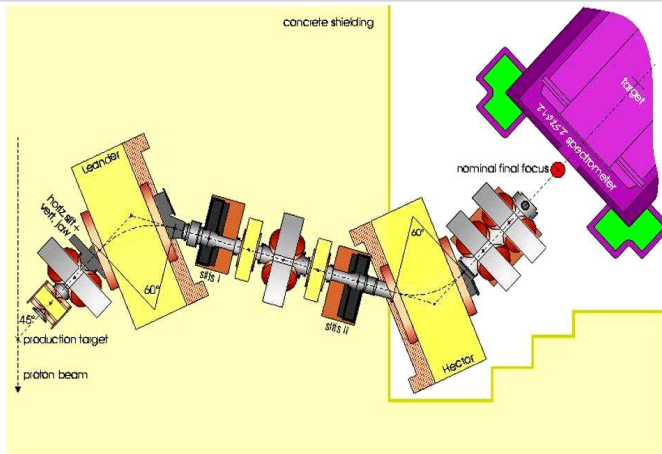 concrete shielding
target
spectrometer
nominal final focus
Leander
horiz. slit +
vert. jaw
60°
60°
slits I
slits II
45°
production target
proton beam
Hector